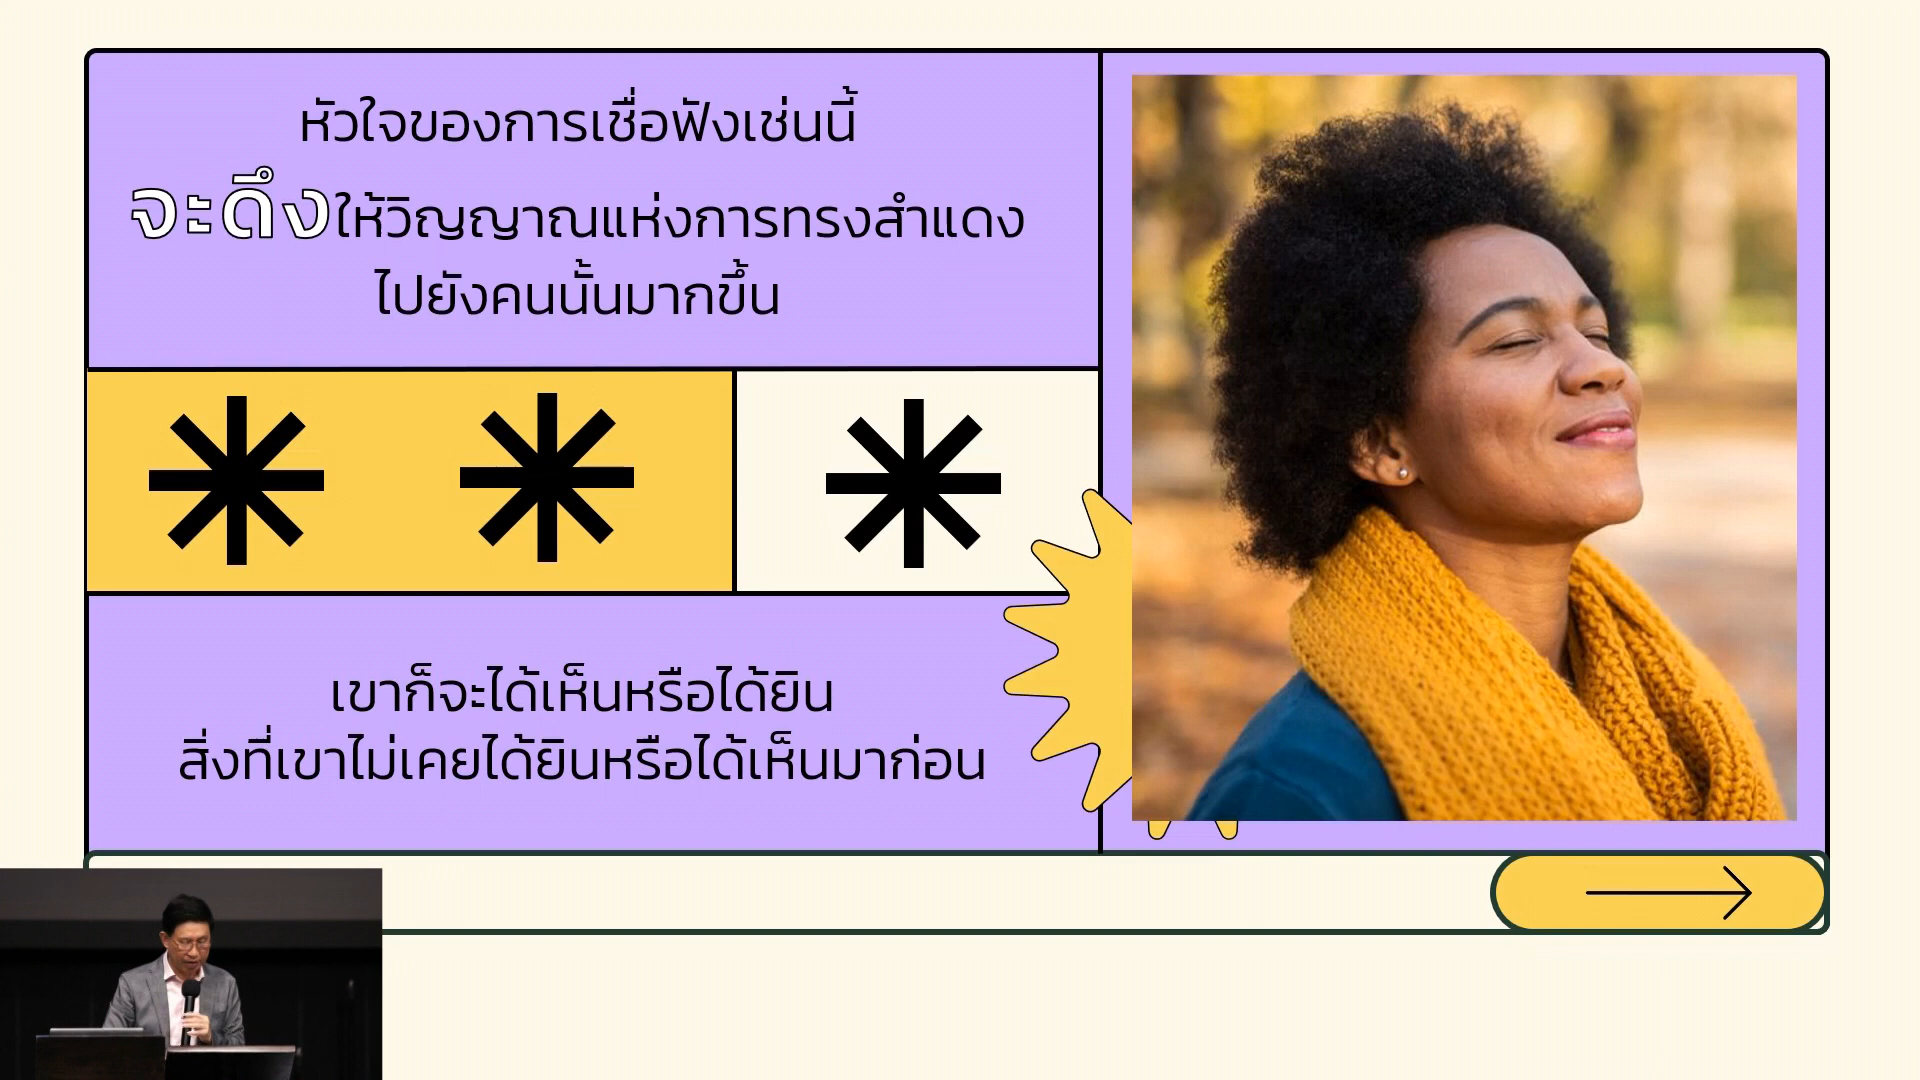 หัวใจของการเชื่อฟังเช่นนี้
จะดึงให้วิญญาณแห่งการทรงสำแดง
ไปยังคนนั้นมากขึ้น
เขาก็จะได้เห็นหรือได้ยิน
สิ่งที่เขาไม่เคยได้ยินหรือได้เห็นมาก่อน